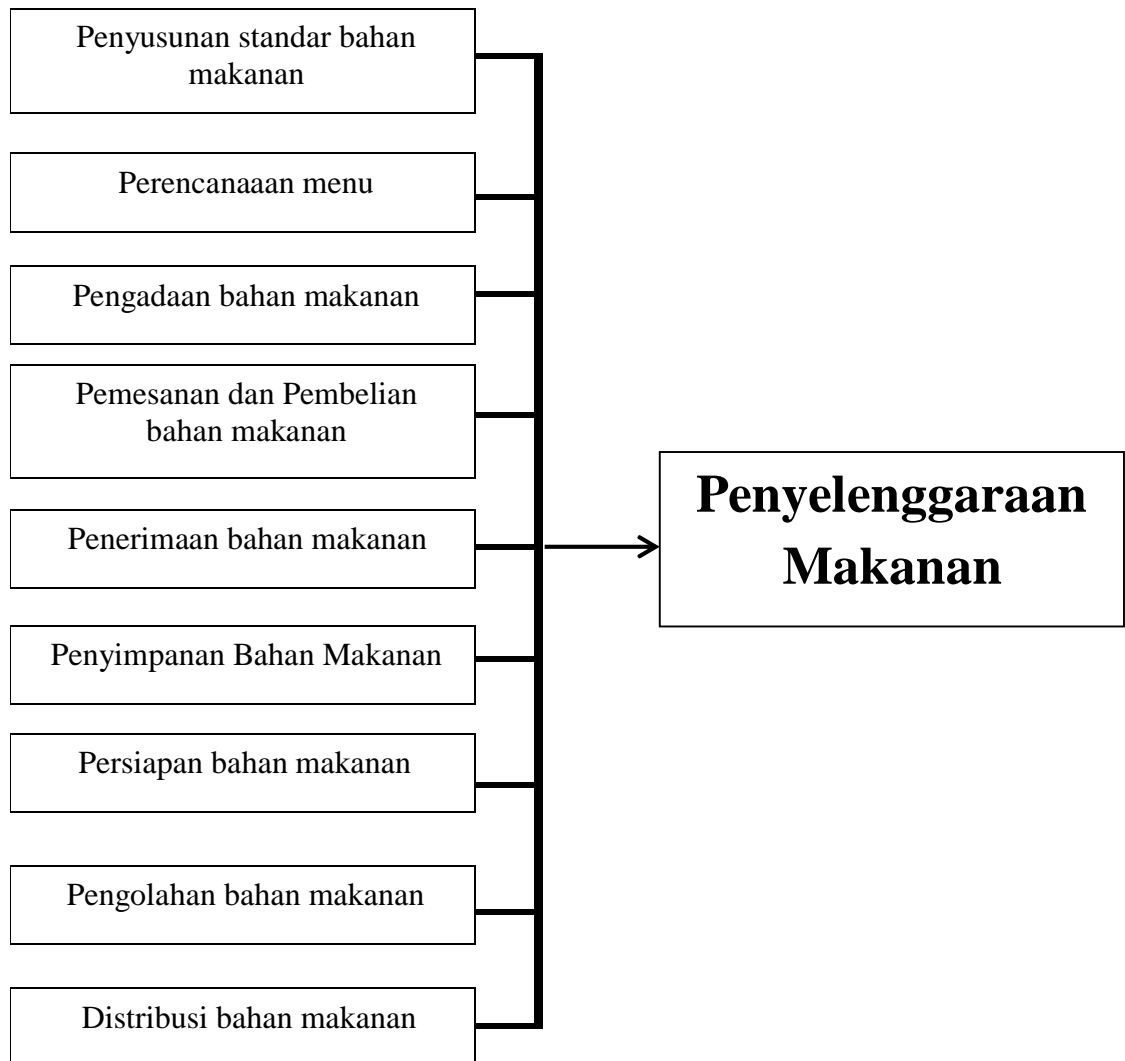 Penyusunan standar bahan
makanan
Perencanaaan menu
Pengadaan bahan makanan
Pemesanan dan Pembelian
bahan makanan
Penerimaan bahan makanan
Penyimpanan Bahan Makanan
Persiapan bahan makanan
Pengolahan bahan makanan
Distribusi bahan makanan
Penyelenggaraan
Makanan